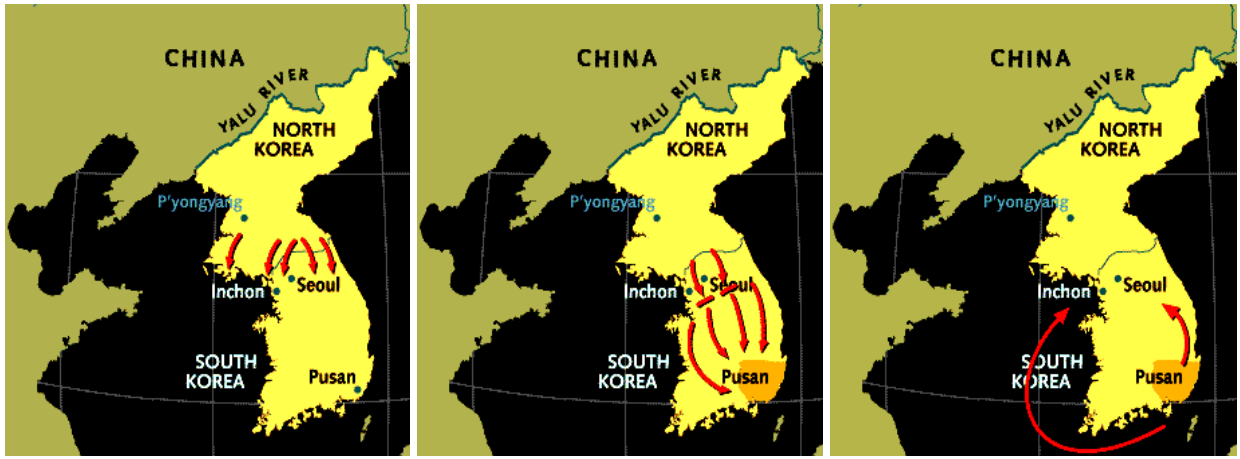 CHINA
YALU RIVER
NORTH
KOREA
P'yongyang
Inchon
Seoul
SOUTH
KOREA
Pusan
CHINA
YALU RIVER
NORTH
KOREA
P'yongyang
Inchon
Seoul
SOUTH
KOREA
Pusan
CHINA
YALU RIVER
NORTH
KOREA
P'yongyang
Inchon
Seoul
SOUTH
KOREA
Pusan